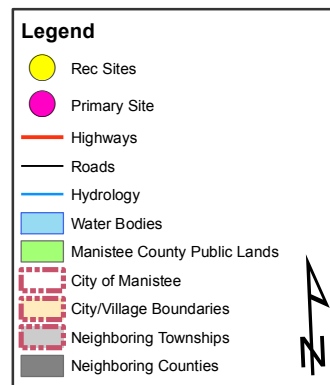 Legend
Rec Sites
Primary Site
Highways
Roads
Hydrology
Water Bodies
Manistee County Public Lands
City of Manistee
City/Village Boundaries
Neighboring Townships
Neighboring Counties
N